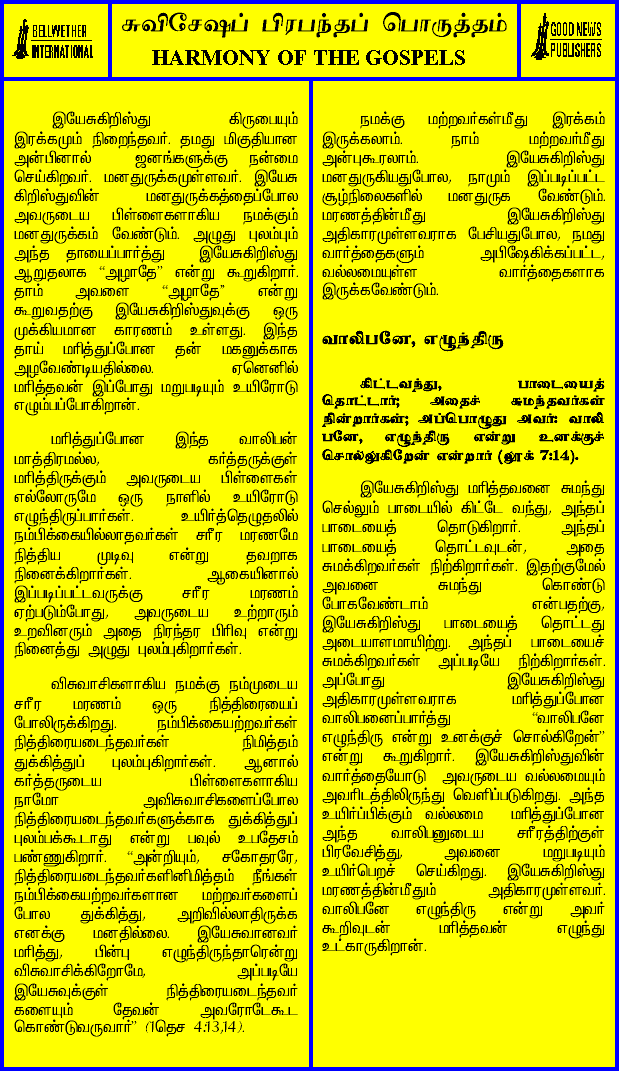 BELLWETHER
INTERNATIONAL
சுவிசேஷப் பிரபந்தப் பொருத்தம்
HARMONY OF THE GOSPELS
GOOD NEWS
PUBLISHERS
இயேசுகிறிஸ்து கிருபையும்
இரக்கமும் நிறைந்தவர். தமது மிகுதியான
அன்பினால் ஜனங்களுக்கு நன்மை
செய்கிறவர். மனதுருக்கமுள்ளவர். இயேசு
கிறிஸ்துவின் மனதுருக்கத்தைப்போல
அவருடைய பிள்ளைகளாகிய நமக்கும்
மனதுருக்கம் வேண்டும். அழுது புலம்பும்
அந்த தாயைப்பார்த்து இயேசுகிறிஸ்து
ஆறுதலாக “அழாதே” என்று கூறுகிறார்.
தாம் அவளை “அழாதே” என்று
கூறுவதற்கு இயேசுகிறிஸ்துவுக்கு ஒரு
முக்கியமான காரணம் உள்ளது. இந்த
தாய் மரித்துப்போன தன் மகனுக்காக
அழவேண்டியதில்லை. ஏனெனில்
மரித்தவன் இப்போது மறுபடியும் உயிரோடு
எழும்பப்போகிறான்.
மரித்துப்போன இந்த வாலிபன்
மாத்திரமல்ல, கர்த்தருக்குள்
மரித்திருக்கும் அவருடைய பிள்ளைகள்
எல்லோருமே ஒரு நாளில் உயிரோடு
எழுந்திருப்பார்கள். உயிர்த்தெழுதலில்
நம்பிக்கையில்லாதவர்கள் சரீர மரணமே
நித்திய முடிவு என்று தவறாக
நினைக்கிறார்கள். ஆகையினால்
இப்படிப்பட்டவருக்கு சரீர மரணம்
ஏற்படும்போது, அவருடைய உற்றாரும்
உறவினரும் அதை நிரந்தர பிரிவு என்று
நினைத்து அழுது புலம்புகிறார்கள்.
விசுவாசிகளாகிய நமக்கு நம்முடைய
சரீர மரணம் ஒரு நித்திரையைப்
போலிருக்கிறது. நம்பிக்கையற்றவர்கள்
நித்திரையடைந்தவர்கள் நிமித்தம்
துக்கித்துப் புலம்புகிறார்கள். ஆனால்
கர்த்தருடைய பிள்ளைகளாகிய
நாமோ அவிசுவாசிகளைப்போல
நித்திரையடைந்தவர்களுக்காக துக்கித்துப்
புலம்பக்கூடாது என்று பவுல் உபதேசம்
பண்ணுகிறார். “அன்றியும், சகோதரரே,
நித்திரையடைந்தவர்களினிமித்தம் நீங்கள்
நம்பிக்கையற்றவர்களான மற்றவர்களைப்
போல துக்கித்து, அறிவில்லாதிருக்க
எனக்கு மனதில்லை. இயேசுவானவர்
மரித்து, பின்பு எழுந்திருந்தாரென்று
விசுவாசிக்கிறோமே, அப்படியே
இயேசுவுக்குள் நித்திரையடைந்தவர்
களையும் தேவன் அவரோடேகூட
கொண்டுவருவார்” (1தெச 4:13,14).
நமக்கு மற்றவர்கள்மீது இரக்கம்
இருக்கலாம். நாம் மற்றவர்மீது
அன்புகூரலாம். இயேசுகிறிஸ்து
மனதுருகியதுபோல, நாமும் இப்படிப்பட்ட
சூழ்நிலைகளில் மனதுருக வேண்டும்.
மரணத்தின்மீது இயேசுகிறிஸ்து
அதிகாரமுள்ளவராக பேசியதுபோல, நமது
வார்த்தைகளும் அபிஷேகிக்கப்பட்ட,
வல்லமையுள்ள வார்த்தைகளாக
இருக்கவேண்டும்.
வாலிபனே, எழுந்திரு
கிட்டவந்து, பாடையைத்
தொட்டார்; அதைச் சுமந்தவர்கள்
நின்றார்கள்; அப்பொழுது அவர்: வாலி
பனே, எழுந்திரு என்று உனக்குச்
சொல்லுகிறேன் என்றார் (லூக் 7:14).
இயேசுகிறிஸ்து மரித்தவனை சுமந்து
செல்லும் பாடையில் கிட்டே வந்து, அந்தப்
பாடையைத் தொடுகிறார். அந்தப்
பாடையைத் தொட்டவுடன், அதை
சுமக்கிறவர்கள் நிற்கிறார்கள். இதற்குமேல்
அவனை சுமந்து கொண்டு
போகவேண்டாம் என்பதற்கு,
இயேசுகிறிஸ்து பாடையைத் தொட்டது
அடையாளமாயிற்று. அந்தப் பாடையைச்
சுமக்கிறவர்கள் அப்படியே நிற்கிறார்கள்.
அப்போது இயேசுகிறிஸ்து
அதிகாரமுள்ளவராக மரித்துப்போன
வாலிபனைப்பார்த்து “வாலிபனே
எழுந்திரு என்று உனக்குச் சொல்கிறேன்”
என்று கூறுகிறார். இயேசுகிறிஸ்துவின்
வார்த்தையோடு அவருடைய வல்லமையும்
அவரிடத்திலிருந்து வெளிப்படுகிறது. அந்த
உயிர்ப்பிக்கும் வல்லமை மரித்துப்போன
அந்த வாலிபனுடைய சரீரத்திற்குள்
பிரவேசித்து, அவனை மறுபடியும்
உயிர்பெறச் செய்கிறது. இயேசுகிறிஸ்து
மரணத்தின்மீதும் அதிகாரமுள்ளவர்.
வாலிபனே எழுந்திரு என்று அவர்
கூறிவுடன் மரித்தவன் எழுந்து
உட்காருகிறான்.